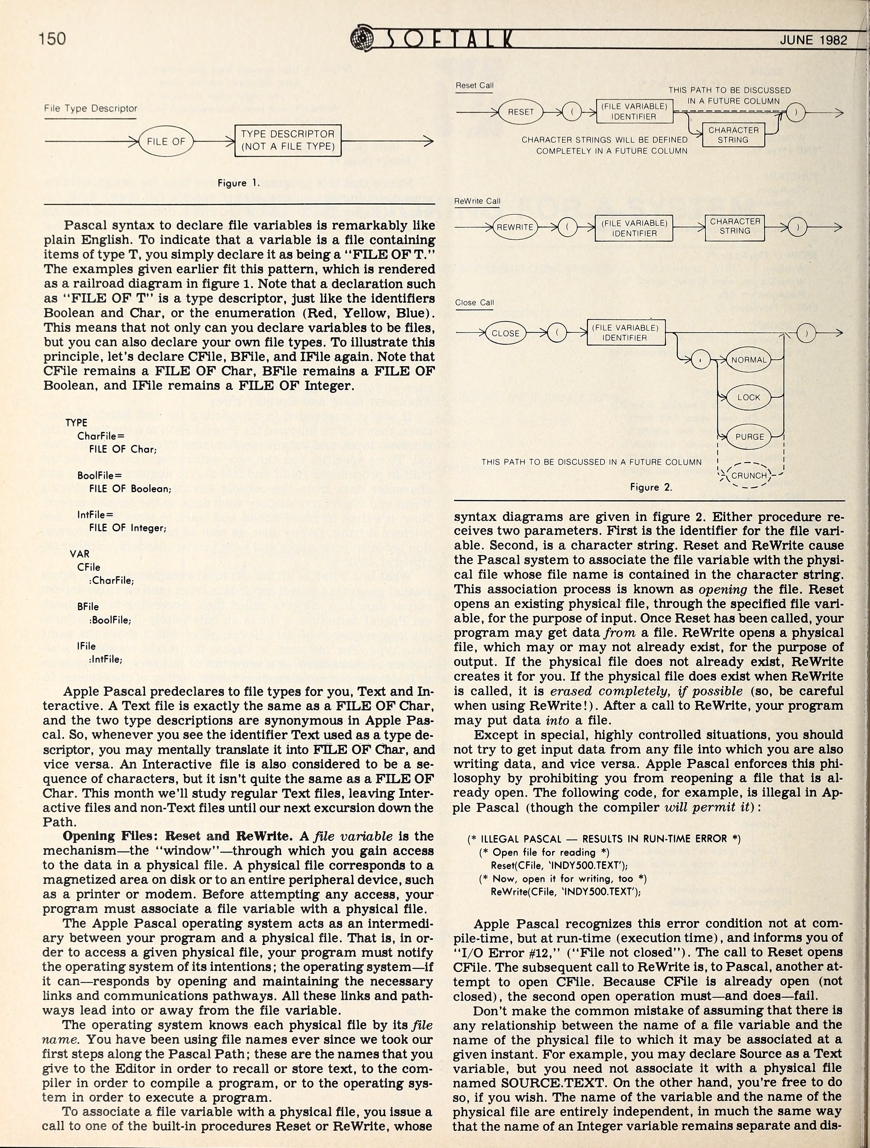 150
SOFTALK
JUNE 1982
File Type Descriptor
FILE OF
TYPE DESCRIPTOR
(NOT A FILE TYPE)
Figure 1.
Pascal syntax to declare file variables is remarkably like
plain English. To indicate that a variable is a file containing
items of type T, you simply declare it as being a "FILE OF T."
The examples given earlier fit this pattern, which is rendered
as a railroad diagram in figure 1. Note that a declaration such
as "FILE OF T" is a type descriptor, just like the identifiers
Boolean and Char, or the enumeration (Red, Yellow, Blue).
This means that not only can you declare variables to be files,
but you can also declare your own file types. To illustrate this
principle, let's declare CFile, BFile, and IFile again. Note that
CFile remains a FILE OF Char, BFile remains a FILE OF
Boolean, and IFile remains a FILE OF Integer.
TYPE
CharFile=
FILE OF Char;
BoolFile=
FILE OF Boolean;
IntFile=
FILE OF Integer;
VAR
CFile
:CharFile;
BFile
:BoolFile;
IFile
:IntFile;
Apple Pascal predeclares to file types for you, Text and In-
teractive. A Text file is exactly the same as a FILE OF Char,
and the two type descriptions are synonymous in Apple Pas-
cal. So, whenever you see the identifier Text used as a type de-
scriptor, you may mentally translate it into FILE OF Char, and
vice versa. An Interactive file is also considered to be a se-
quence of characters, but it isn't quite the same as a FILE OF
Char. This month we'll study regular Text files, leaving Inter-
active files and non-Text files until our next excursion down the
Path.
Opening Files: Reset and ReWrite. A file variable is the
mechanism—the "window"—through which you gain access
to the data in a physical file. A physical file corresponds to a
magnetized area on disk or to an entire peripheral device, such
as a printer or modem. Before attempting any access, your
program must associate a file variable with a physical file.
The Apple Pascal operating system acts as an intermedi-
ary between your program and a physical file. That is, in or-
der to access a given physical file, your program must notify
the operating system of its intentions; the operating system—if
it can—responds by opening and maintaining the necessary
links and communications pathways. All these links and path-
ways lead into or away from the file variable.
The operating system knows each physical file by its file
name. You have been using file names ever since we took our
first steps along the Pascal Path; these are the names that you
give to the Editor in order to recall or store text, to the com-
piler in order to compile a program, or to the operating sys-
tem in order to execute a program.
To associate a file variable with a physical file, you issue a
call to one of the built-in procedures Reset or ReWrite, whose
Reset Call
THIS PATH TO BE DISCUSSED
IN A FUTURE COLUMN
RESET
(
(FILE VARIABLE)
IDENTIFIER
CHARACTER
STRING
)
CHARACTER STRINGS WILL BE DEFINED
COMPLETELY IN A FUTURE COLUMN
ReWrite Call
REWRITE
(
(FILE VARIABLE)
IDENTIFIER
CHARACTER
STRING
)
Close Call
CLOSE
(
(FILE VARIABLE)
IDENTIFIER
)
,
NORMAL
LOCK
PURGE
CRUNCH
THIS PATH TO BE DISCUSSED IN A FUTURE COLUMN
Figure 2.
syntax diagrams are given in figure 2. Either procedure re-
ceives two parameters. First is the identifier for the file vari-
able. Second, is a character string. Reset and ReWrite cause
the Pascal system to associate the file variable with the physi-
cal file whose file name is contained in the character string.
This association process is known as opening the file. Reset
opens an existing physical file, through the specified file vari-
able, for the purpose of input. Once Reset has been called, your
program may get data from a file. ReWrite opens a physical
file, which may or may not already exist, for the purpose of
output. If the physical file does not already exist, ReWrite
creates it for you. If the physical file does exist when ReWrite
is called, it is erased completely, if possible (so, be careful
when using ReWrite!). After a call to ReWrite, your program
may put data into a file.
Except in special, highly controlled situations, you should
not try to get input data from any file into which you are also
writing data, and vice versa. Apple Pascal enforces this phi-
losophy by prohibiting you from reopening a file that is al-
ready open. The following code, for example, is illegal in Ap-
ple Pascal (though the compiler will permit it):
(* ILLEGAL PASCAL — RESULTS IN RUN-TIME ERROR *)
(* Open file for reading *)
Reset(CFile, 'INDY500.TEXT');
(* Now, open it for writing, too *)
ReWrite(CFile, 'INDY500.TEXT');
Apple Pascal recognizes this error condition not at com-
pile-time, but at run-time (execution time), and informs you of
"I/O Error #12," ("File not closed"). The call to Reset opens
CFile. The subsequent call to ReWrite is, to Pascal, another at-
tempt to open CFile. Because CFile is already open (not
closed), the second open operation must—and does—fail.
Don't make the common mistake of assuming that there is
any relationship between the name of a file variable and the
name of the physical file to which it may be associated at a
given instant. For example, you may declare Source as a Text
variable, but you need not associate it with a physical file
named SOURCE.TEXT. On the other hand, you're free to do
so, if you wish. The name of the variable and the name of the
physical file are entirely independent, in much the same way
that the name of an Integer variable remains separate and dis-